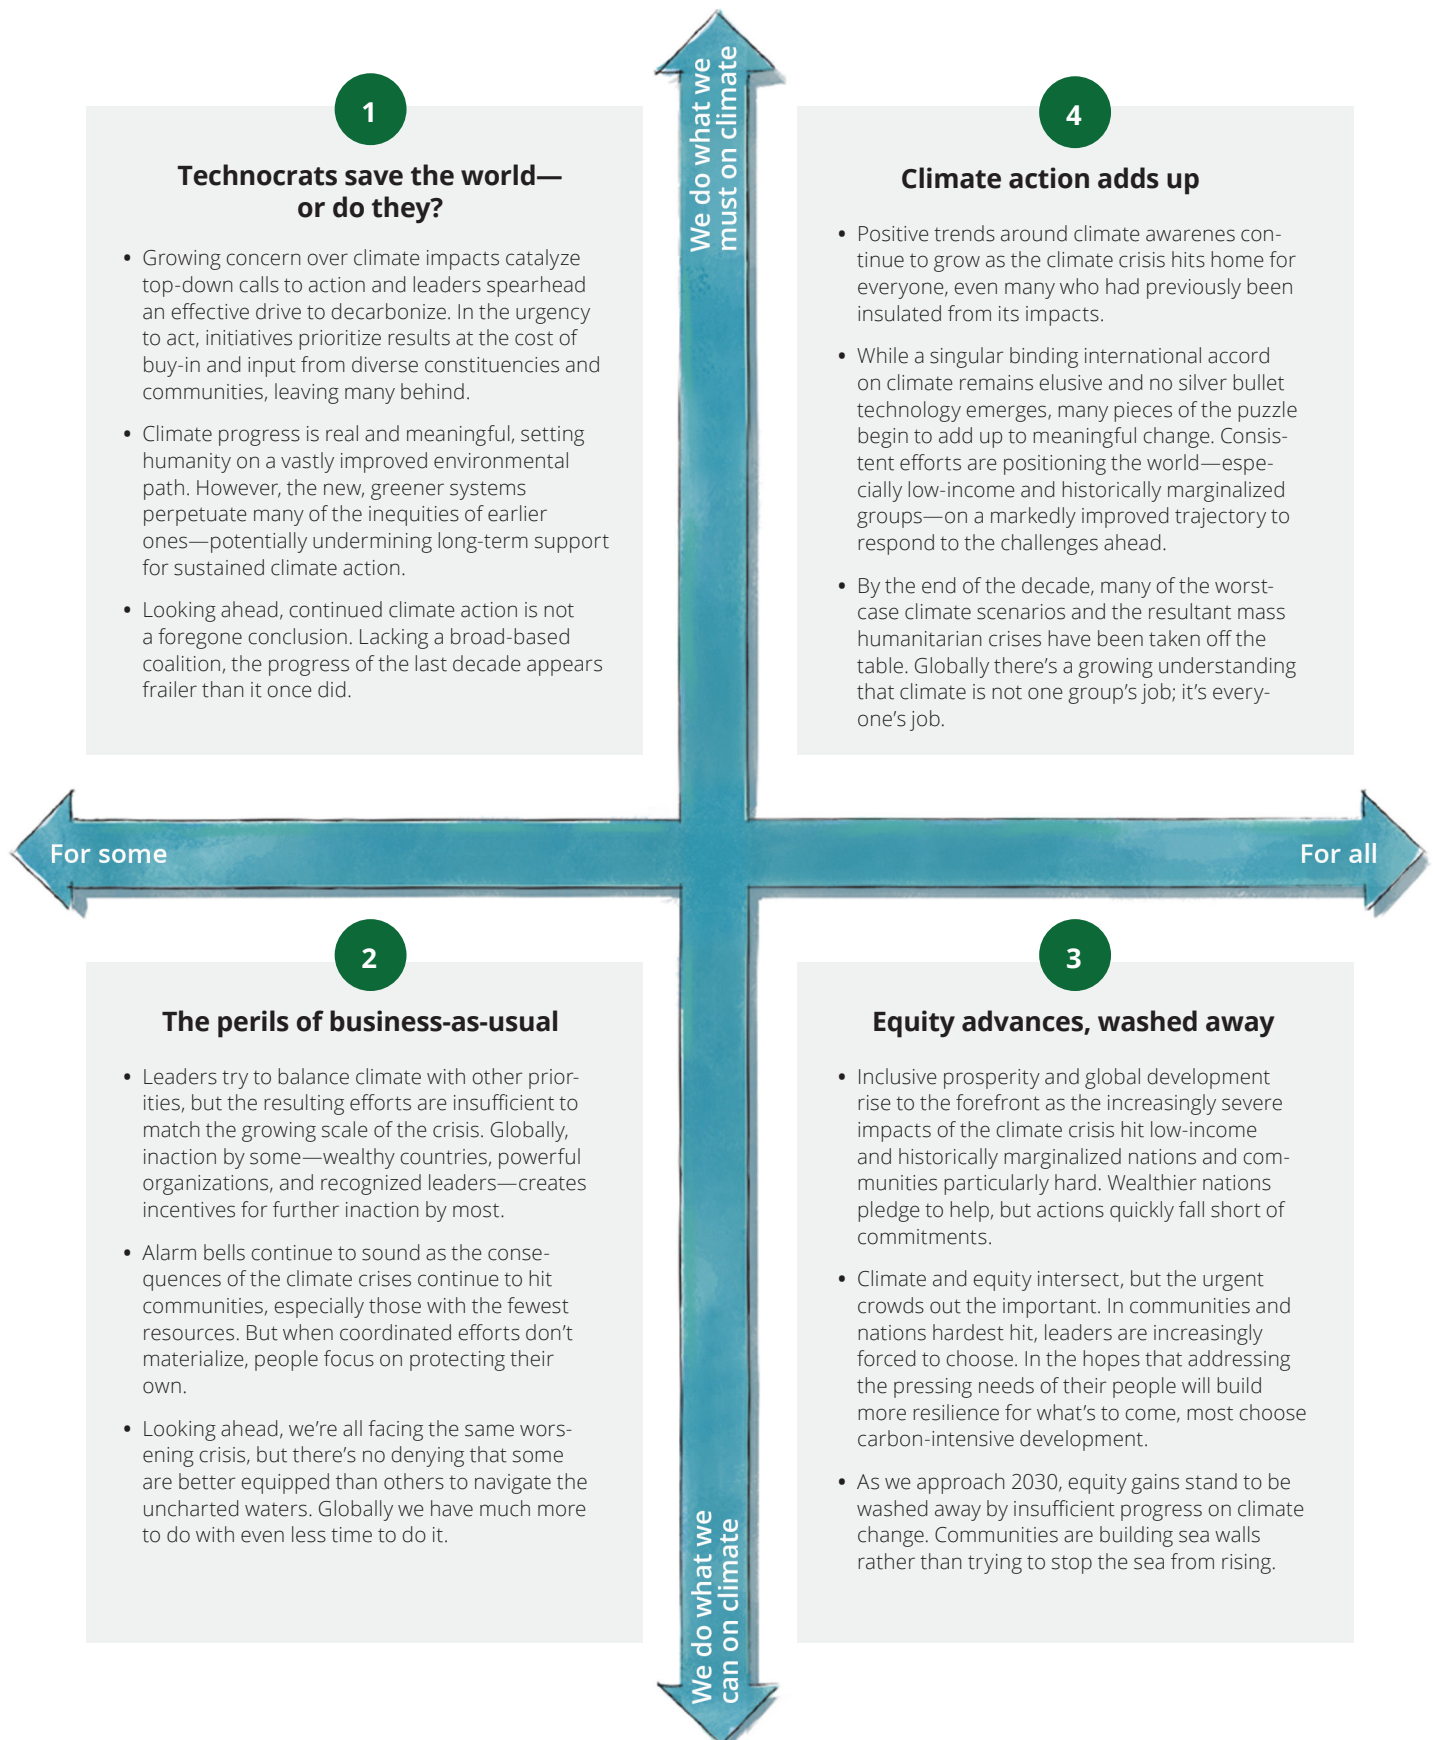 We do what we
must on climate
1
Technocrats save the world—
or do they?
• Growing concern over climate impacts catalyze
top-down calls to action and leaders spearhead
an effective drive to decarbonize. In the urgency
to act, initiatives prioritize results at the cost of
buy-in and input from diverse constituencies and
communities, leaving many behind.
• Climate progress is real and meaningful, setting
humanity on a vastly improved environmental
path. However, the new, greener systems
perpetuate many of the inequities of earlier
ones—potentially undermining long-term support
for sustained climate action.
• Looking ahead, continued climate action is not
a foregone conclusion. Lacking a broad-based
coalition, the progress of the last decade appears
frailer than it once did.
4
Climate action adds up
• Positive trends around climate awarenes con-
tinue to grow as the climate crisis hits home for
everyone, even many who had previously been
insulated from its impacts.
• While a singular binding international accord
on climate remains elusive and no silver bullet
technology emerges, many pieces of the puzzle
begin to add up to meaningful change. Consis-
tent efforts are positioning the world—espe-
cially low-income and historically marginalized
groups—on a markedly improved trajectory to
respond to the challenges ahead.
• By the end of the decade, many of the worst-
case climate scenarios and the resultant mass
humanitarian crises have been taken off the
table. Globally there's a growing understanding
that climate is not one group's job; it's every-
one's job.
For some
For all
2
The perils of business-as-usual
• Leaders try to balance climate with other prior-
ities, but the resulting efforts are insufficient to
match the growing scale of the crisis. Globally,
inaction by some—wealthy countries, powerful
organizations, and recognized leaders—creates
incentives for further inaction by most.
• Alarm bells continue to sound as the conse-
quences of the climate crises continue to hit
communities, especially those with the fewest
resources. But when coordinated efforts don't
materialize, people focus on protecting their
own.
• Looking ahead, we're all facing the same wors-
ening crisis, but there's no denying that some
are better equipped than others to navigate the
uncharted waters. Globally we have much more
to do with even less time to do it.
3
Equity advances, washed away
• Inclusive prosperity and global development
rise to the forefront as the increasingly severe
impacts of the climate crisis hit low-income
and historically marginalized nations and com-
munities particularly hard. Wealthier nations
pledge to help, but actions quickly fall short of
commitments.
• Climate and equity intersect, but the urgent
crowds out the important. In communities and
nations hardest hit, leaders are increasingly
forced to choose. In the hopes that addressing
the pressing needs of their people will build
more resilience for what's to come, most choose
carbon-intensive development.
• As we approach 2030, equity gains stand to be
washed away by insufficient progress on climate
change. Communities are building sea walls
rather than trying to stop the sea from rising.
We do what we
can on climate